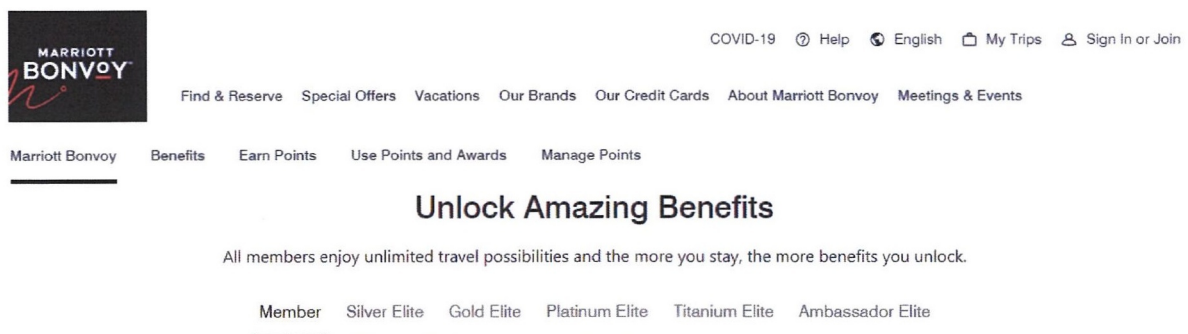 COVID-19 Help English My Trips Sign In or Join
MARRIOTT
BONVOY™
Find & Reserve Special Offers Vacations Our Brands Our Credit Cards About Marriott Bonvoy Meetings & Events
Marriott Bonvoy Benefits Earn Points Use Points and Awards Manage Points
Unlock Amazing Benefits
All members enjoy unlimited travel possibilities and the more you stay, the more benefits you unlock.
Member Silver Elite Gold Elite Platinum Elite Titanium Elite Ambassador Elite